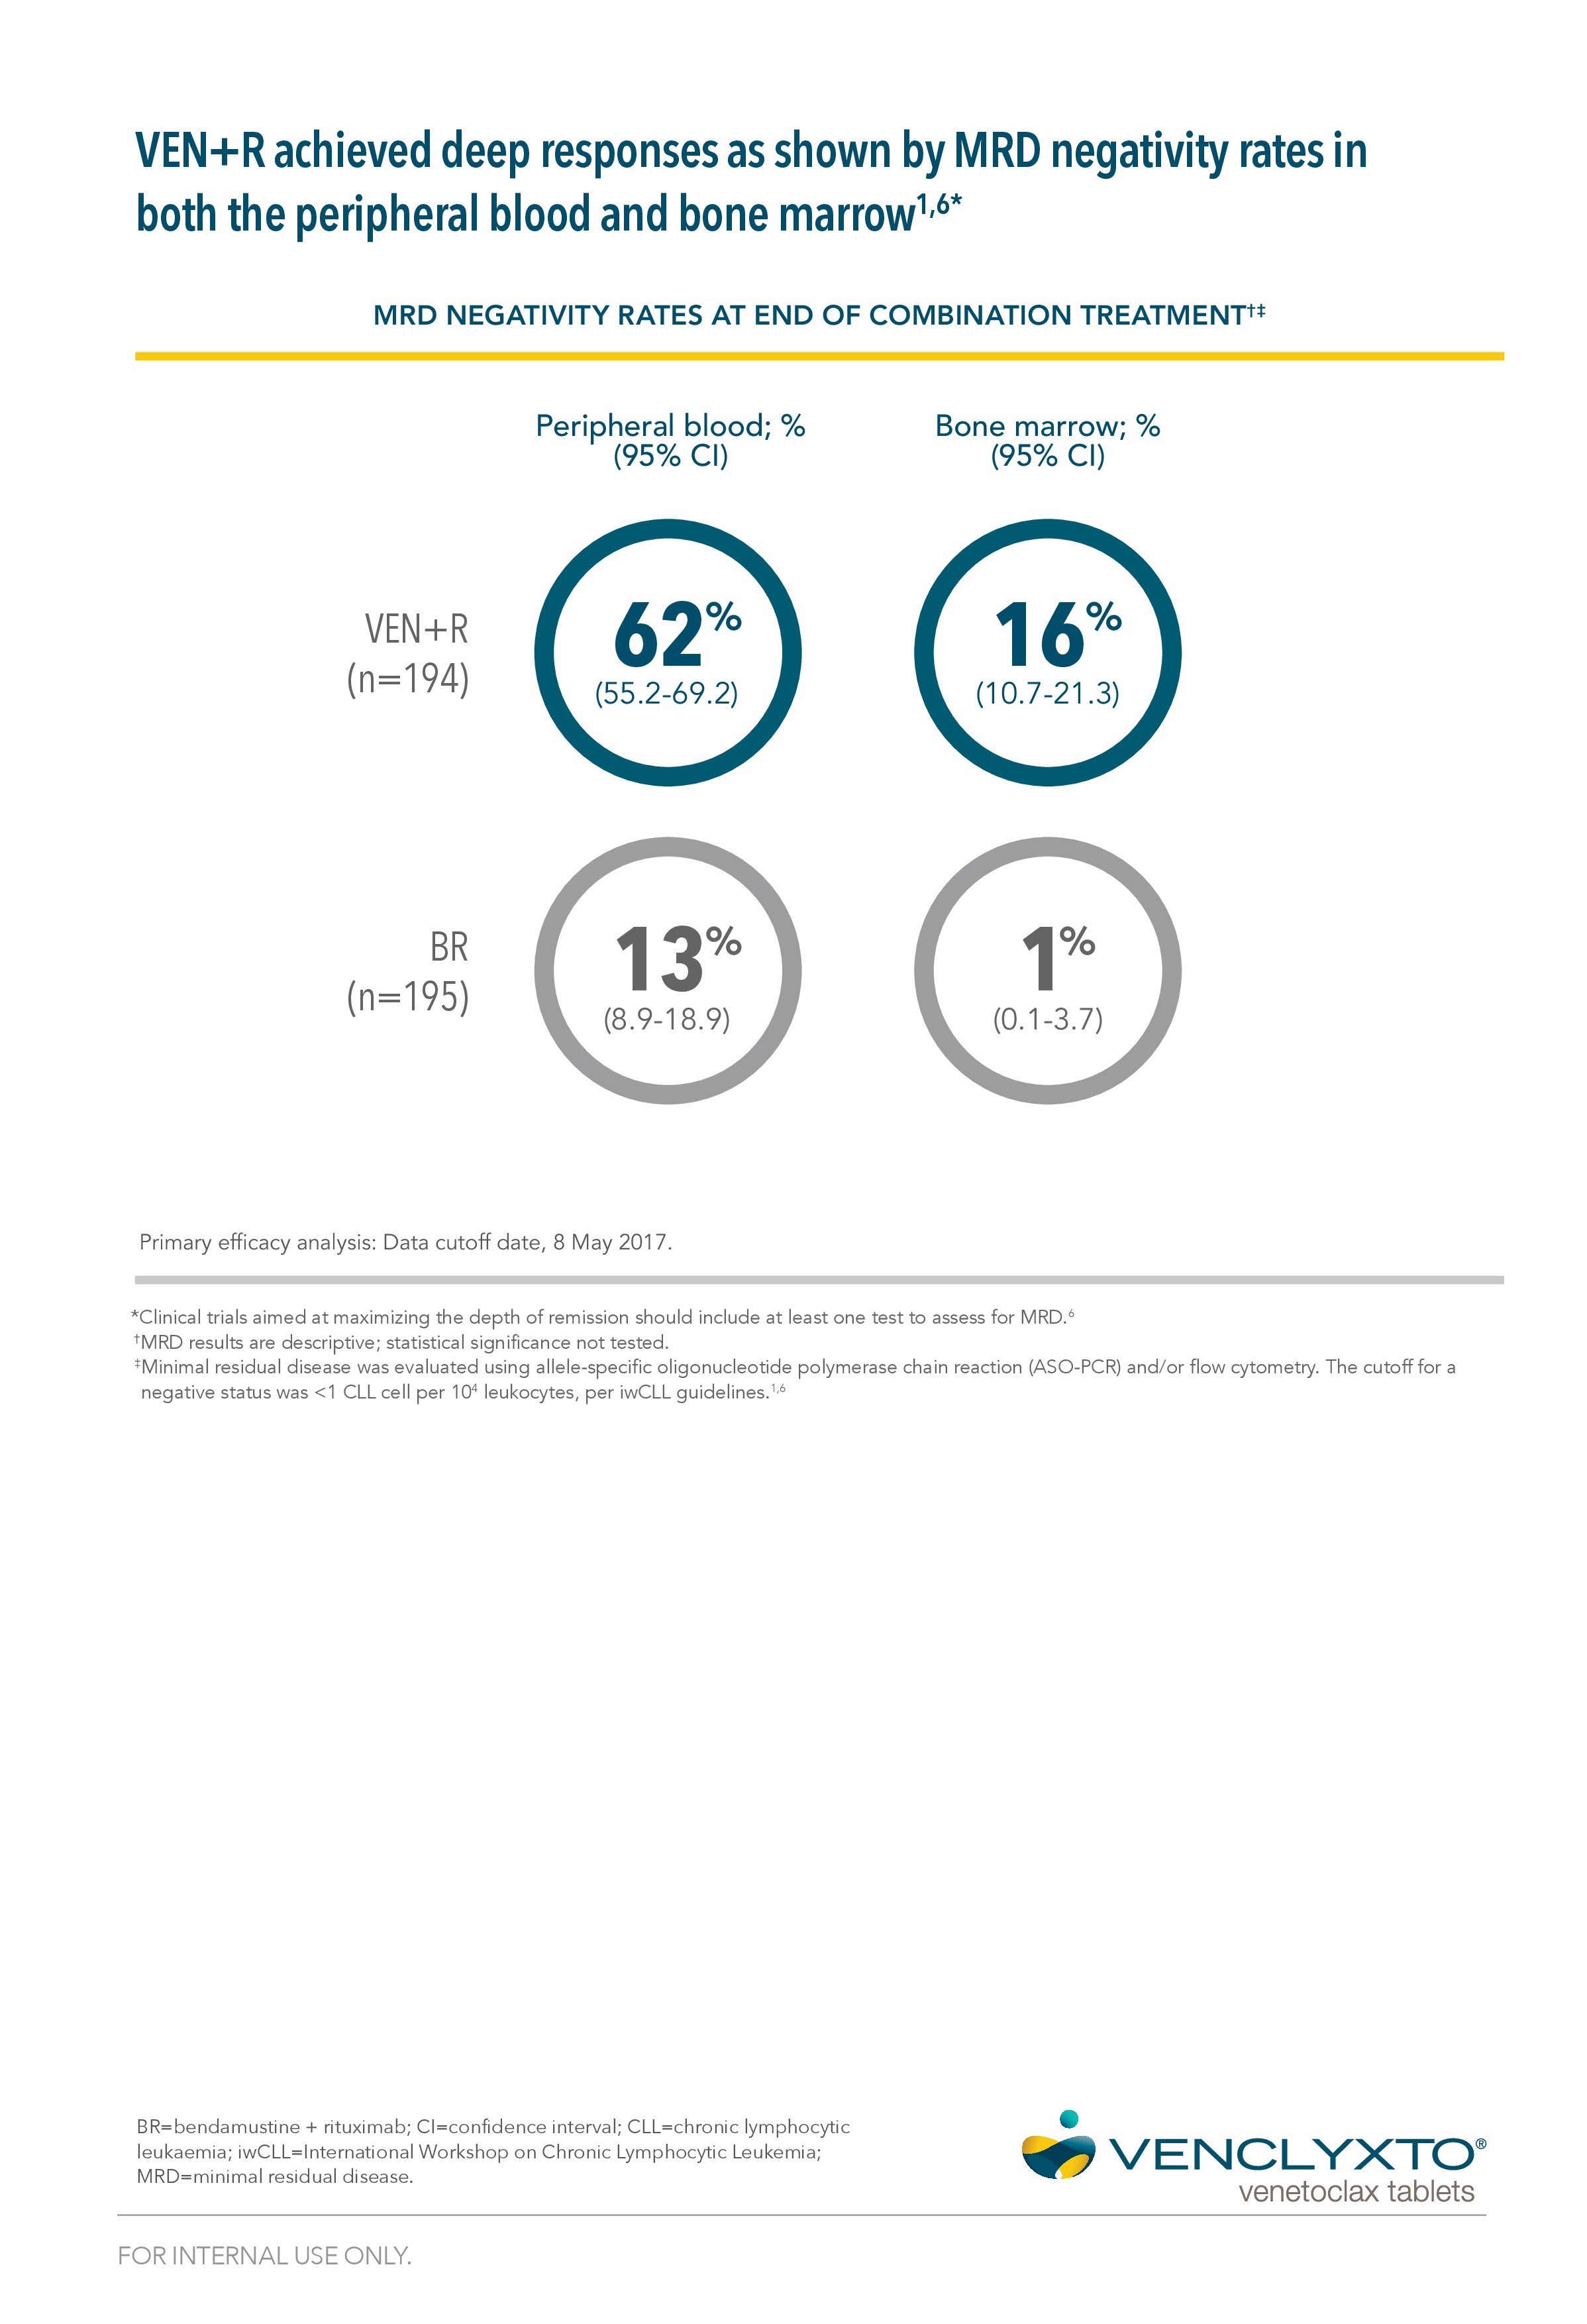 VEN+R achieved deep responses as shown by MRD negativity rates in
both the peripheral blood and bone marrow¹,⁶*
MRD NEGATIVITY RATES AT END OF COMBINATION TREATMENT†‡
Peripheral blood; %
(95% CI)
Bone marrow; %
(95% CI)
VEN+R
(n=194)
62%
(55.2-69.2)
16%
(10.7-21.3)
BR
(n=195)
13%
(8.9-18.9)
1%
(0.1-3.7)
Primary efficacy analysis: Data cutoff date, 8 May 2017.
*Clinical trials aimed at maximizing the depth of remission should include at least one test to assess for MRD.⁶
†MRD results are descriptive; statistical significance not tested.
‡Minimal residual disease was evaluated using allele-specific oligonucleotide polymerase chain reaction (ASO-PCR) and/or flow cytometry. The cutoff for a
negative status was <1 CLL cell per 10⁴ leukocytes, per iwCLL guidelines.¹,⁶
BR=bendamustine + rituximab; CI=confidence interval; CLL=chronic lymphocytic
leukaemia; iwCLL=International Workshop on Chronic Lymphocytic Leukemia;
MRD=minimal residual disease.
VENCLYXTO®
venetoclax tablets
FOR INTERNAL USE ONLY.